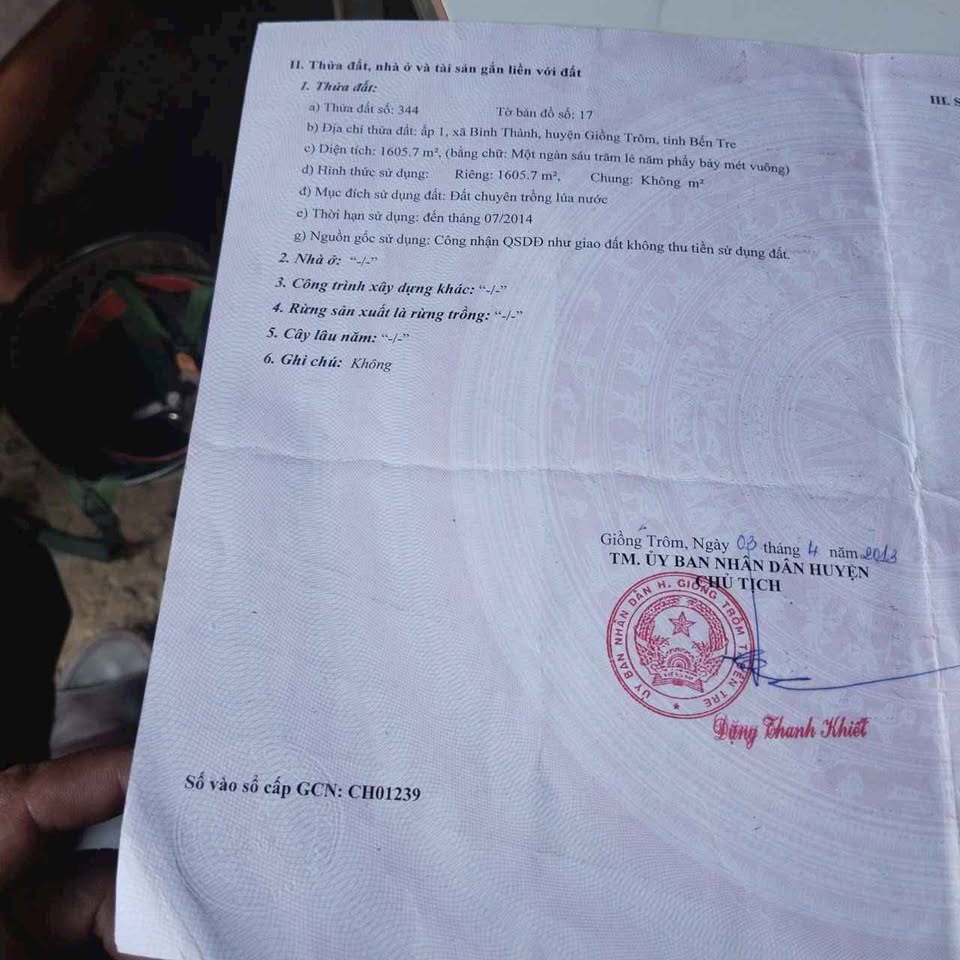 II. Thửa đất, nhà ở và tài sản gắn liền với đất
III. S
1. Thửa đất:
a) Thửa đất số: 344 Tờ bản đồ số: 17
b) Địa chỉ thửa đất: ấp 1, xã Bình Thành, huyện Giồng Trôm, tỉnh Bến Tre
c) Diện tích: 1605.7 m², (bằng chữ: Một ngàn sáu trăm lẻ năm phẩy bảy mét vuông)
d) Hình thức sử dụng: Riêng: 1605.7 m², Chung: Không m²
đ) Mục đích sử dụng đất: Đất chuyên trồng lúa nước
e) Thời hạn sử dụng: đến tháng 07/2014
g) Nguồn gốc sử dụng: Công nhận QSDĐ như giao đất không thu tiền sử dụng đất.
2. Nhà ở: “-/-”
3. Công trình xây dựng khác: “-/-”
4. Rừng sản xuất là rừng trồng: “-/-”
5. Cây lâu năm: “-/-”
6. Ghi chú: Không
Giồng Trôm, Ngày 03 tháng 4 năm 2013
TM. ỦY BAN NHÂN DÂN HUYỆN
CHỦ TỊCH
ỦY BAN NHÂN DÂN H. GIỒNG TRÔM T. BẾN TRE
VIỆT NAM
Đặng Thanh Khiết
Số vào sổ cấp GCN: CH01239